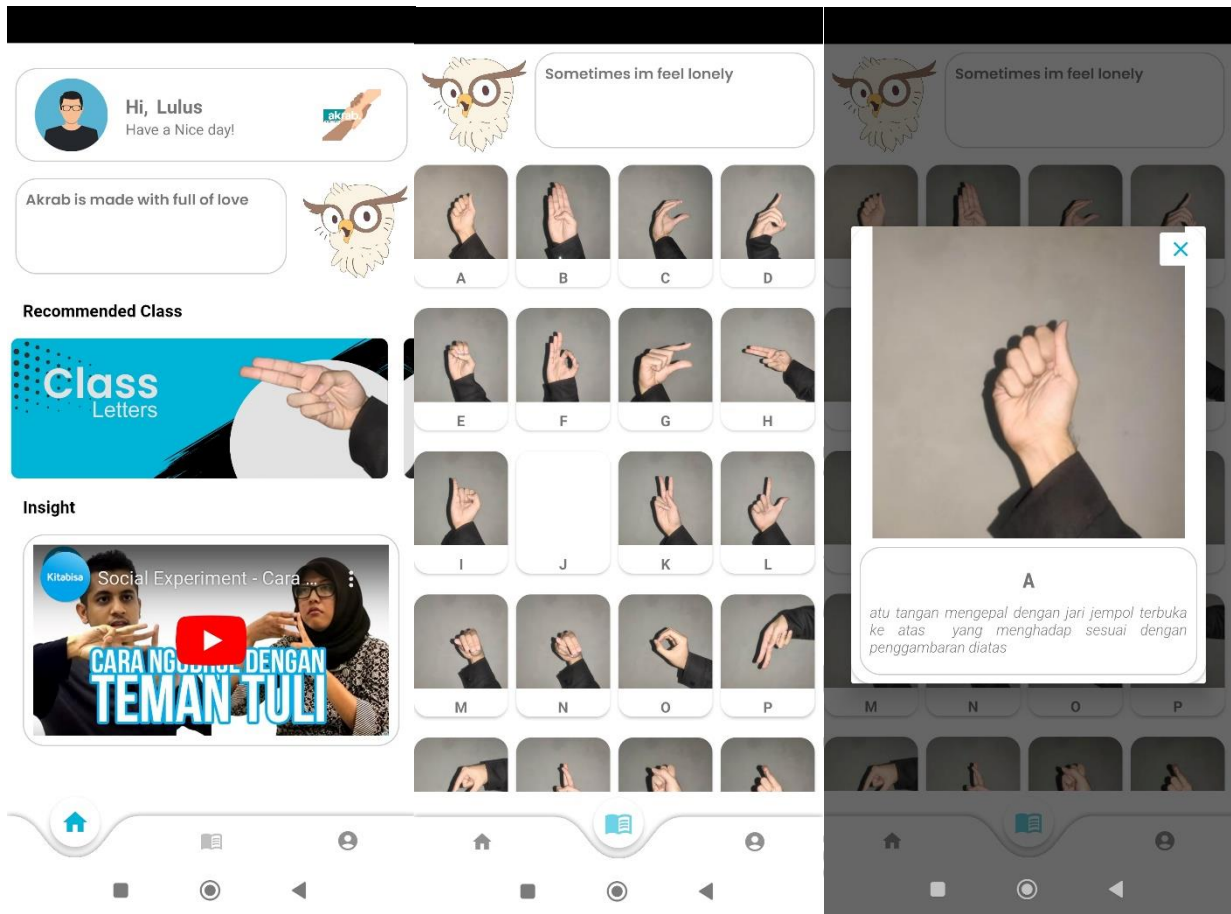 Hi, Lulus
Have a Nice day!
akrab
Akrab is made with full of love
Recommended Class
Class
Letters
Insight
Kitabisa
Social Experiment - Cara ...
CARA NGOBROL DENGAN
TEMAN TULI
Sometimes im feel lonely
A B C D
E F G H
I J K L
M N O P
Sometimes im feel lonely
A
atu tangan mengepal dengan jari jempol terbuka
ke atas yang menghadap sesuai dengan
penggambaran diatas
M N O P